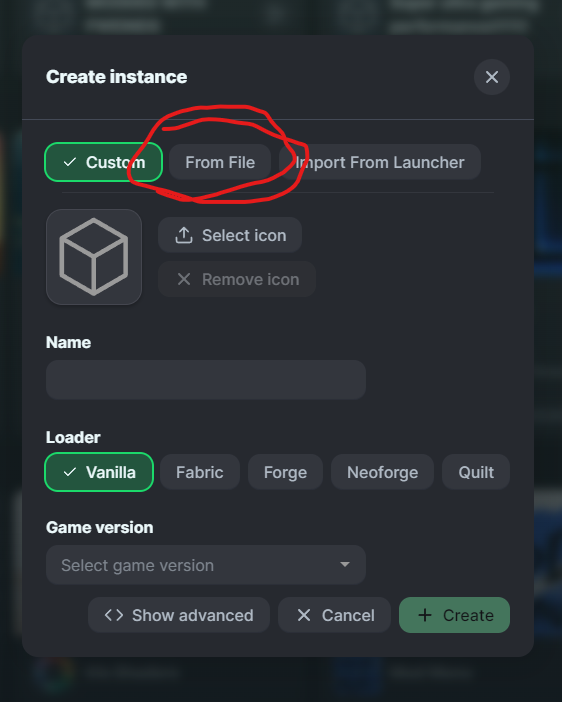 Create instance
Custom
From File
Import From Launcher
Select icon
Remove icon
Name
Loader
Vanilla
Fabric
Forge
Neoforge
Quilt
Game version
Select game version
Show advanced
Cancel
Create